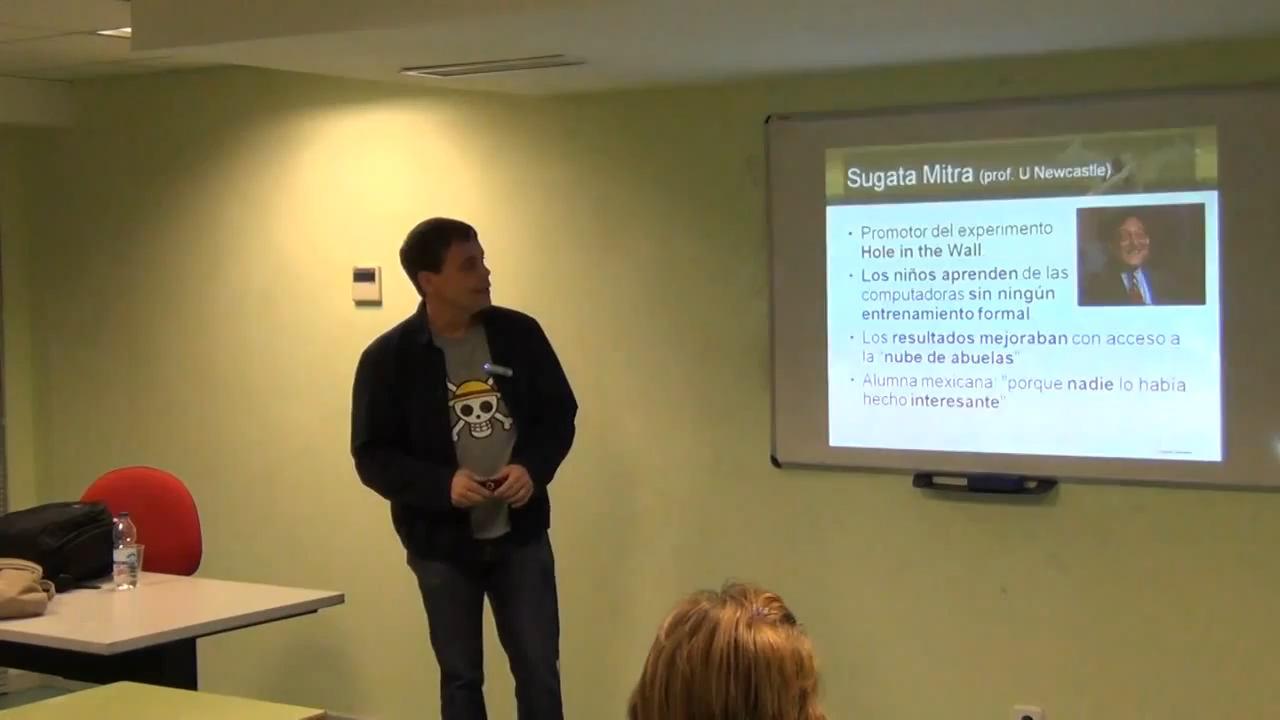 Sugata Mitra (prof. U Newcastle)
• Promotor del experimento
Hole in the Wall
• Los niños aprenden de las
computadoras sin ningún
entrenamiento formal
• Los resultados mejoraban con acceso a
la "nube de abuelas"
• Alumna mexicana: "porque nadie lo había
hecho interesante"